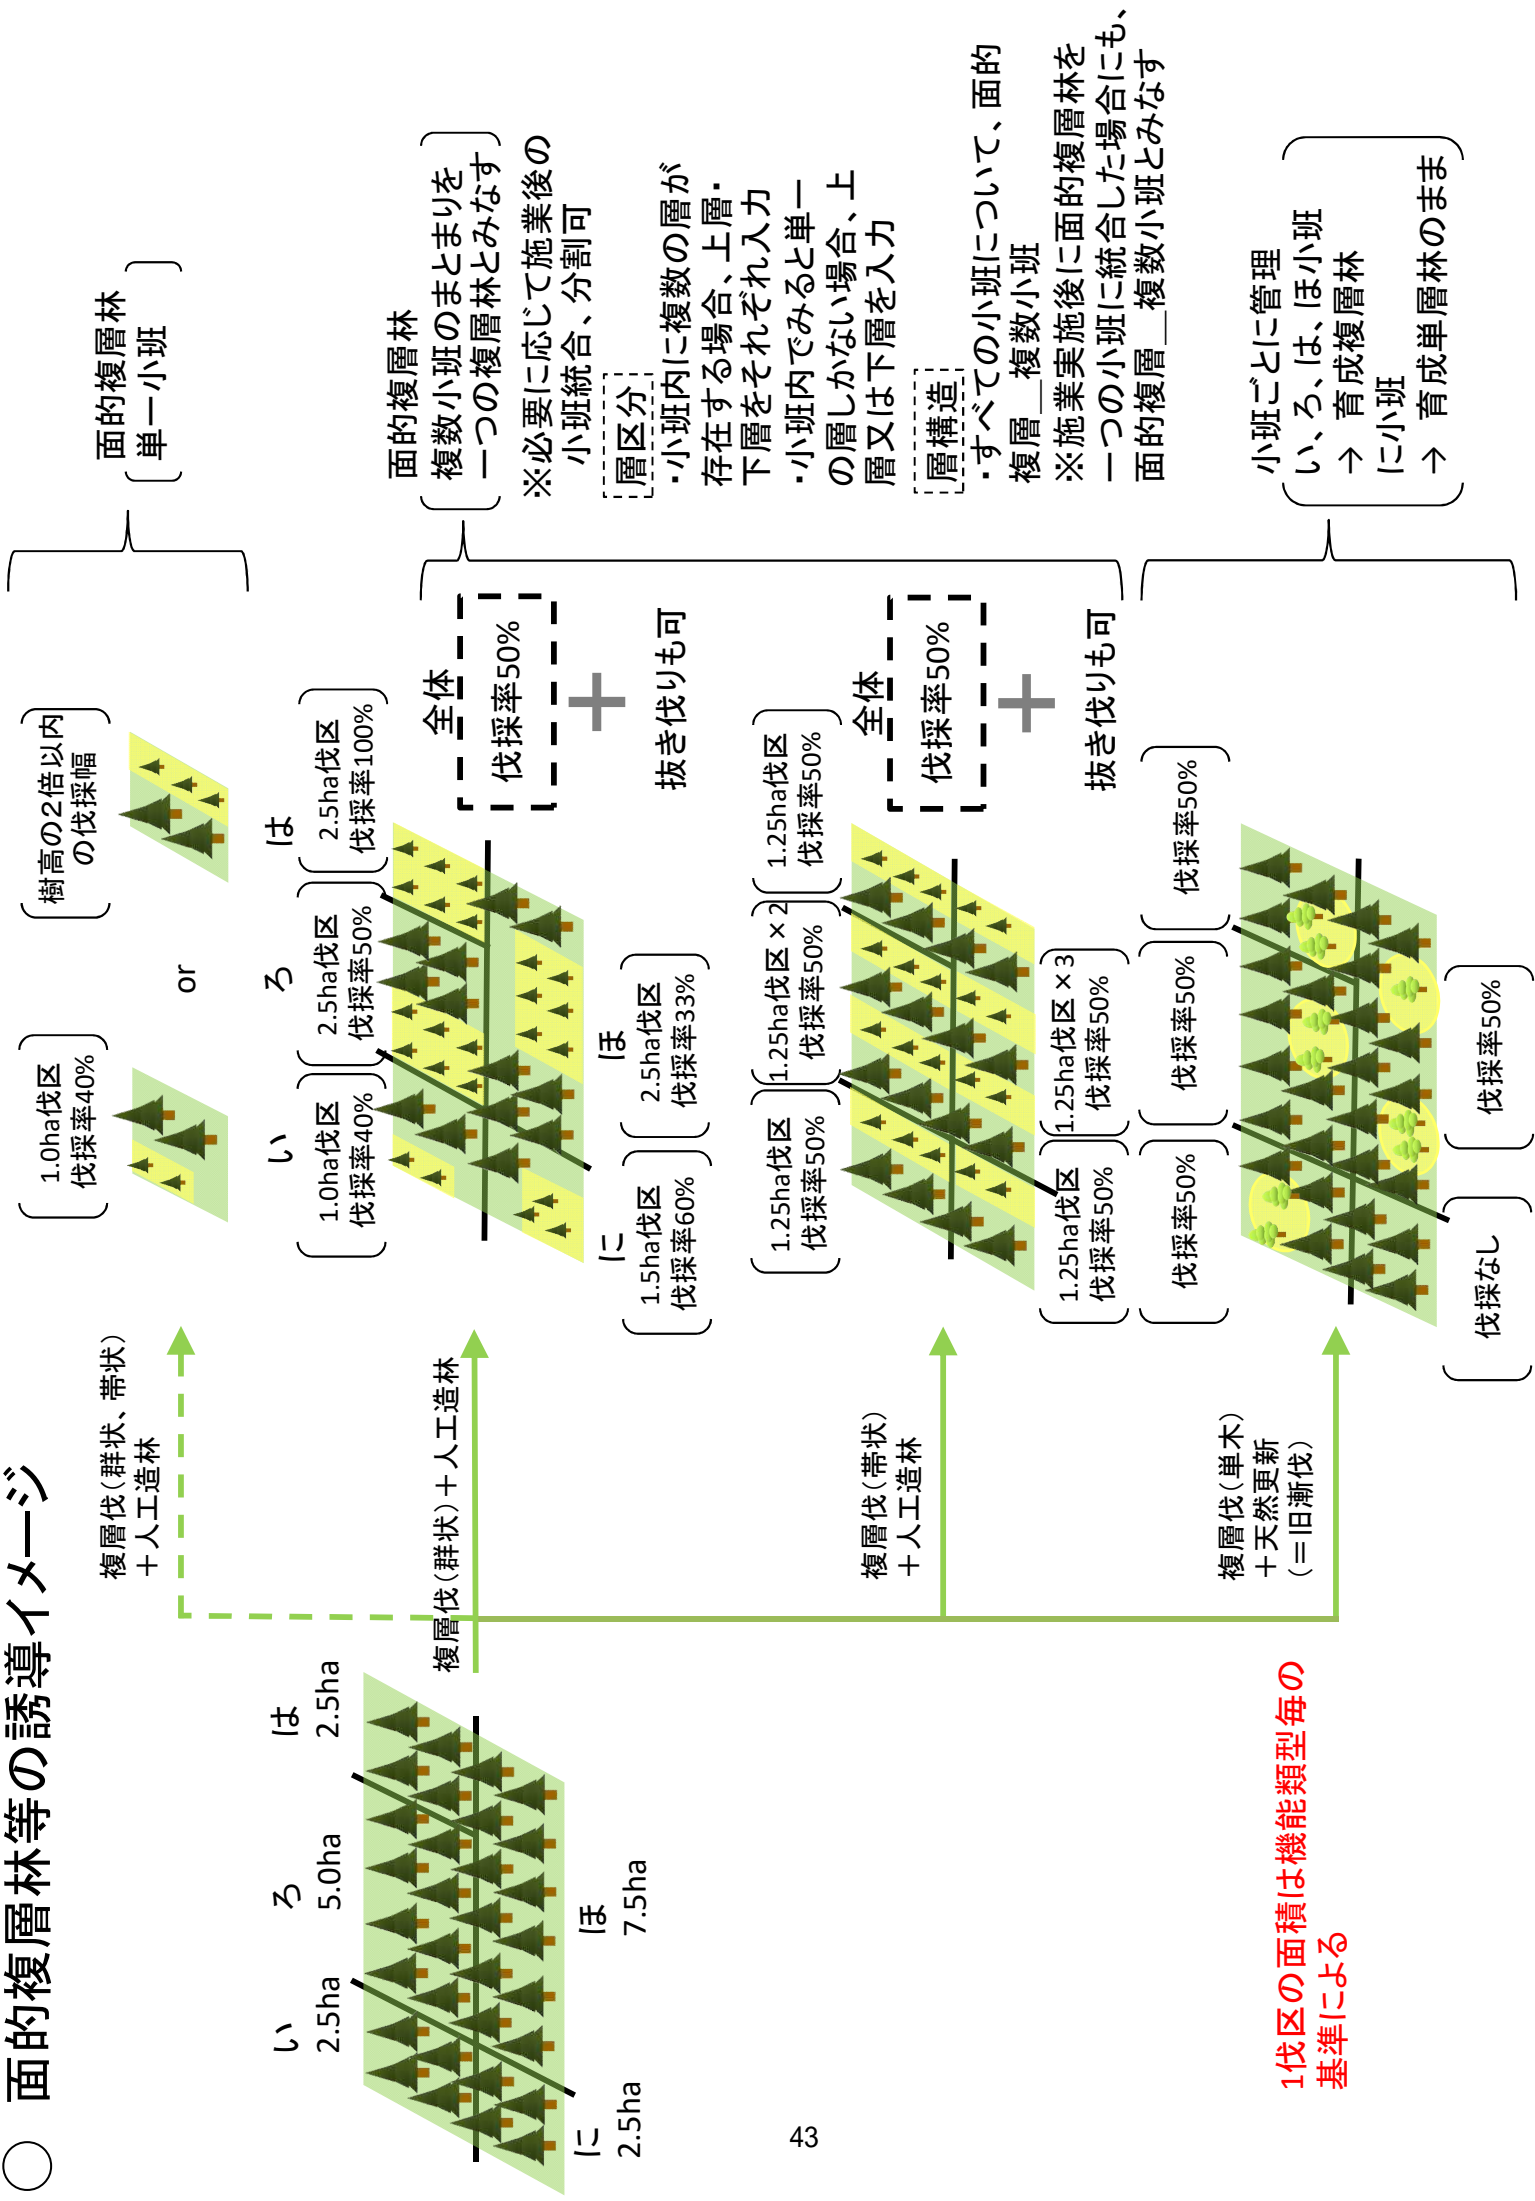 ○ 面的複層林等の誘導イメージ
い
2.5ha
ろ
5.0ha
は
2.5ha
に
2.5ha
ほ
7.5ha
複層伐(群状、帯状)
＋人工造林
1.0ha伐区
伐採率40%
or
樹高の２倍以内
の伐採幅
面的複層林
単一小班
複層伐(群状)＋人工造林
い
1.0ha伐区
伐採率40%
ろ
2.5ha伐区
伐採率50%
は
2.5ha伐区
伐採率100%
に
1.5ha伐区
伐採率60%
ほ
2.5ha伐区
伐採率33%
全体
伐採率50%
＋
抜き伐りも可
複層伐(帯状)
＋人工造林
1.25ha伐区
伐採率50%
1.25ha伐区×2
伐採率50%
1.25ha伐区
伐採率50%
1.25ha伐区
伐採率50%
1.25ha伐区×3
伐採率50%
全体
伐採率50%
＋
抜き伐りも可
面的複層林
複数小班のまとまりを
一つの複層林とみなす
※必要に応じて施業後の
小班統合、分割可
層区分
・小班内に複数の層が
存在する場合、上層・
下層をそれぞれ入力
・小班内でみると単一
の層しかない場合、上
層又は下層を入力
層構造
・すべての小班について、面的
複層＿複数小班
※施業実施後に面的複層林を
一つの小班に統合した場合にも、
面的複層＿複数小班とみなす
複層伐(単木)
＋天然更新
(＝旧漸伐)
伐採率50%
伐採率50%
伐採率50%
伐採なし
伐採率50%
小班ごとに管理
い、ろ、は、ほ小班
→ 育成複層林
に小班
→ 育成単層林のまま
1伐区の面積は機能類型毎の
基準による
43